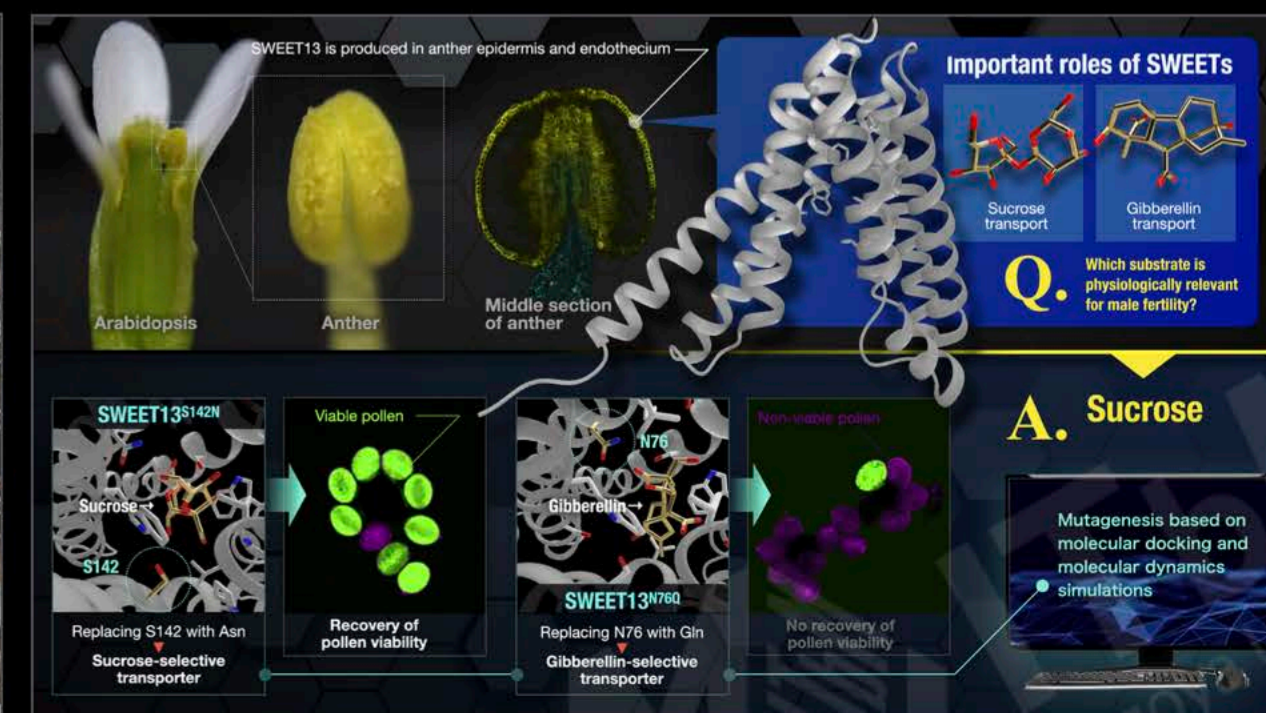 SWEET13 is produced in anther epidermis and endothecium
Important roles of SWEETs
Sucrose
transport
Gibberellin
transport
Q.
Which substrate is
physiologically relevant
for male fertility?
Arabidopsis
Anther
Middle section
of anther
A. Sucrose
SWEET13S142N
Sucrose
S142
Replacing S142 with Asn
Sucrose-selective
transporter
Viable pollen
Recovery of
pollen viability
N76
Gibberellin
SWEET13N76Q
Replacing N76 with Gln
Gibberellin-selective
transporter
Non-viable pollen
No recovery of
pollen viability
Mutagenesis based on
molecular docking and
molecular dynamics
simulations